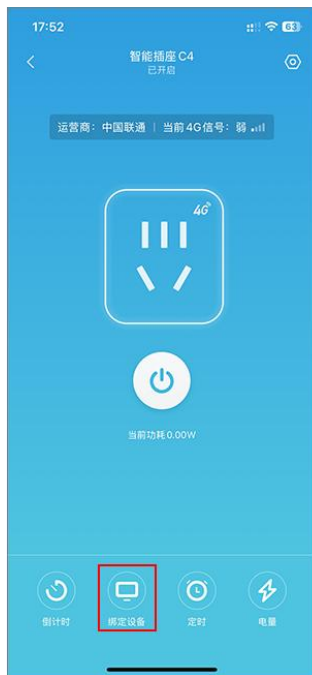 17:52
63
智能插座 C4
已开启
运营商：中国联通 | 当前4G信号：弱
4G
当前功耗0.00W
倒计时
绑定设备
定时
电量